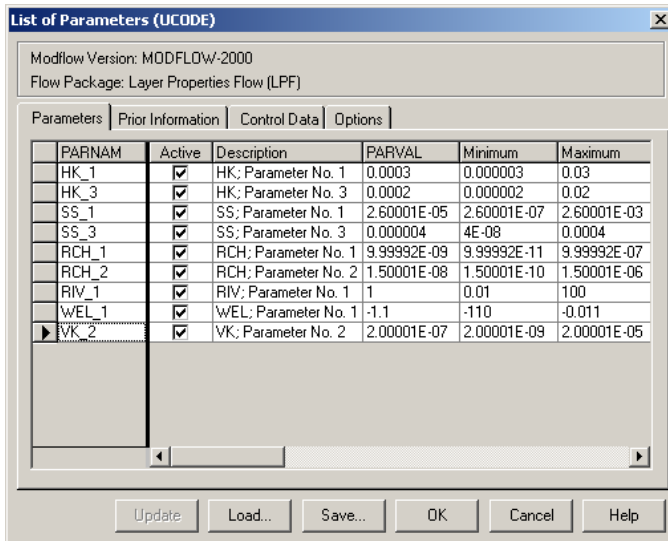 List of Parameters (UCODE)
Modflow Version: MODFLOW-2000
Flow Package: Layer Properties Flow (LPF)
Parameters Prior Information Control Data Options
PARNAM Active Description PARVAL Minimum Maximum
HK_1 HK; Parameter No. 1 0.0003 0.000003 0.03
HK_3 HK; Parameter No. 3 0.0002 0.000002 0.02
SS_1 SS; Parameter No. 1 2.60001E-05 2.60001E-07 2.60001E-03
SS_3 SS; Parameter No. 3 0.000004 4E-08 0.0004
RCH_1 RCH; Parameter No. 1 9.99992E-09 9.99992E-11 9.99992E-07
RCH_2 RCH; Parameter No. 2 1.50001E-08 1.50001E-10 1.50001E-06
RIV_1 RIV; Parameter No. 1 1 0.01 100
WEL_1 WEL; Parameter No. 1 -1.1 -110 -0.011
VK_2 VK; Parameter No. 2 2.00001E-07 2.00001E-09 2.00001E-05
Update Load... Save... OK Cancel Help